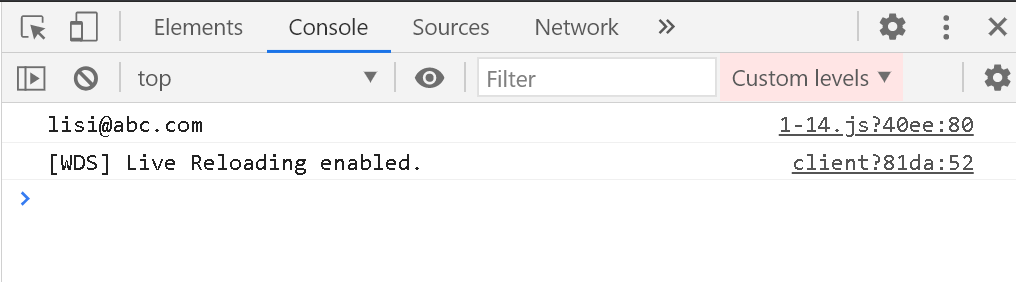 Elements Console Sources Network »
top Filter Custom levels
lisi@abc.com 1-14.js?40ee:80
[WDS] Live Reloading enabled. client?81da:52